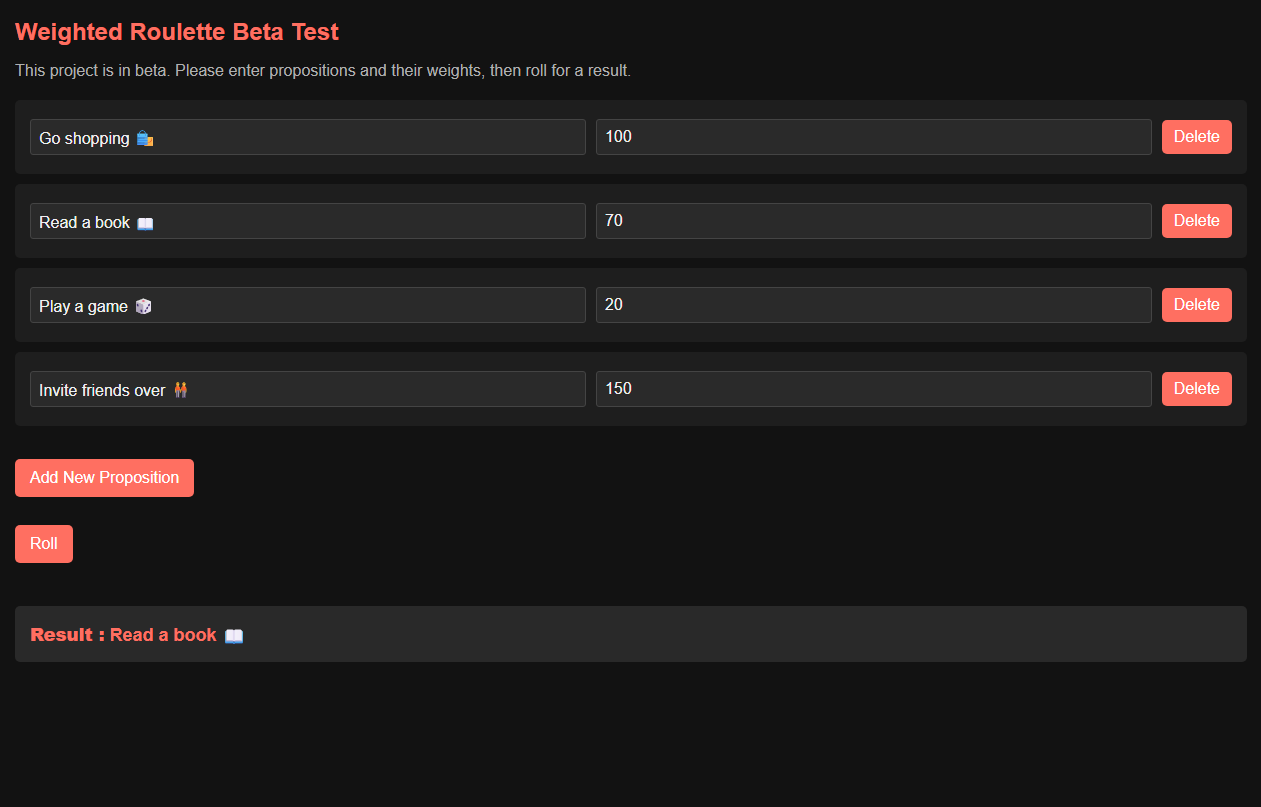 Weighted Roulette Beta Test
This project is in beta. Please enter propositions and their weights, then roll for a result.
Go shopping 🛍️ 100 Delete
Read a book 📖 70 Delete
Play a game 🎲 20 Delete
Invite friends over 🧑‍🤝‍🧑 150 Delete
Add New Proposition
Roll
Result : Read a book 📖